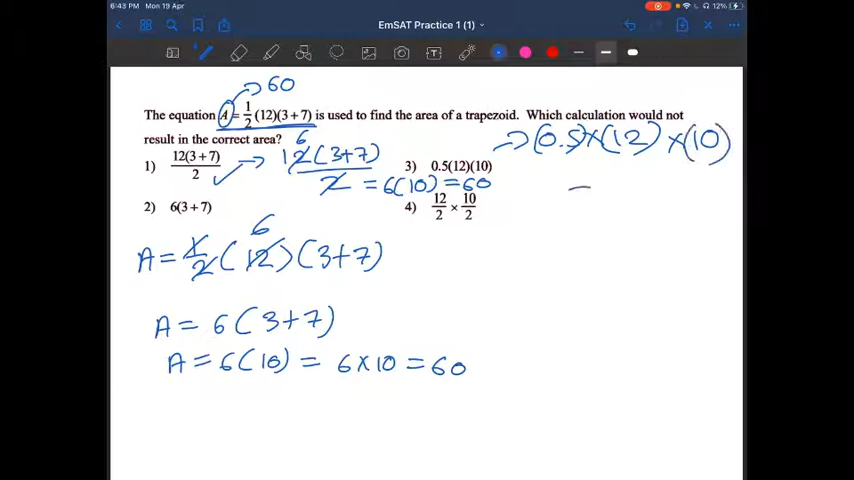 6:43 PM Mon 19 Apr
12%
EmSAT Practice 1 (1)
60
The equation A = 1/2 (12)(3 + 7) is used to find the area of a trapezoid. Which calculation would not
result in the correct area?
1) 12(3 + 7)/2
6
12(3+7)/2 = 6(10) = 60
3) 0.5(12)(10)
(0.5)×(12)×(10)
2) 6(3 + 7)
4) 12/2 × 10/2
6
A = 1/2 (12) (3+7)
A = 6(3+7)
A = 6(10) = 6×10 = 60